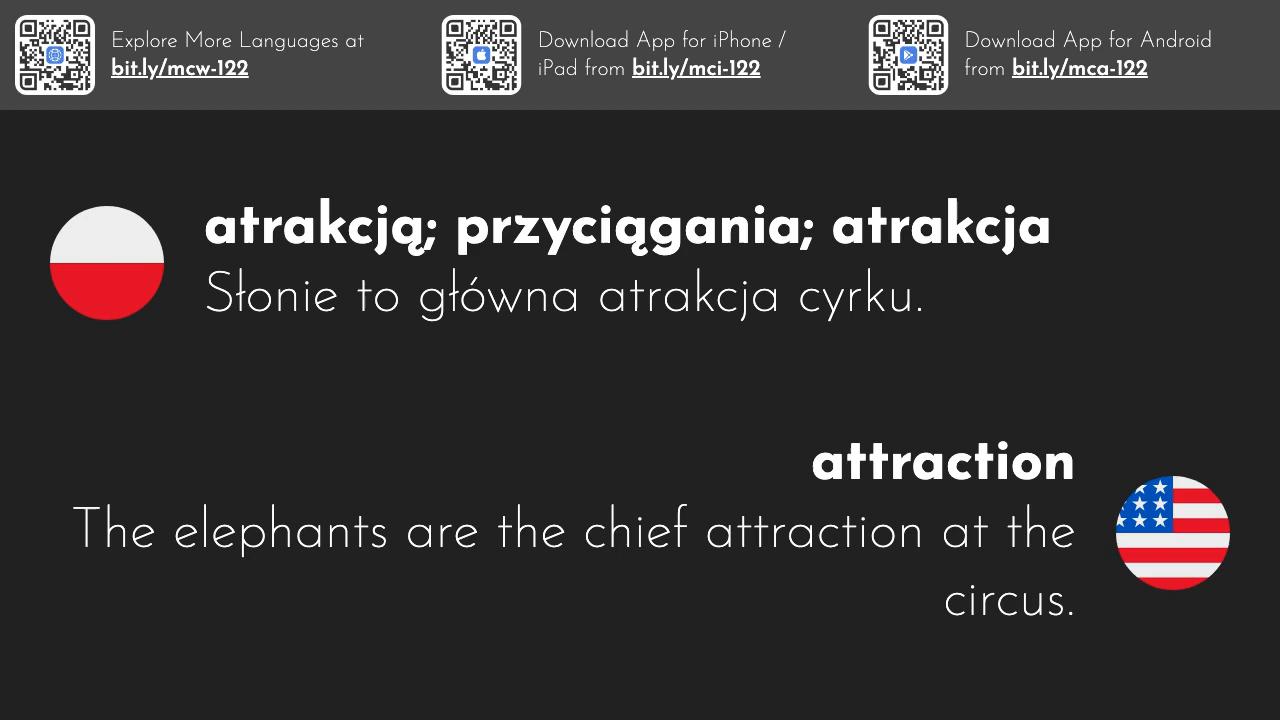 Explore More Languages at
bit.ly/mcw-122
Download App for iPhone /
iPad from bit.ly/mci-122
Download App for Android
from bit.ly/mca-122
atrakcją; przyciągania; atrakcja
Słonie to główna atrakcja cyrku.
attraction
The elephants are the chief attraction at the
circus.